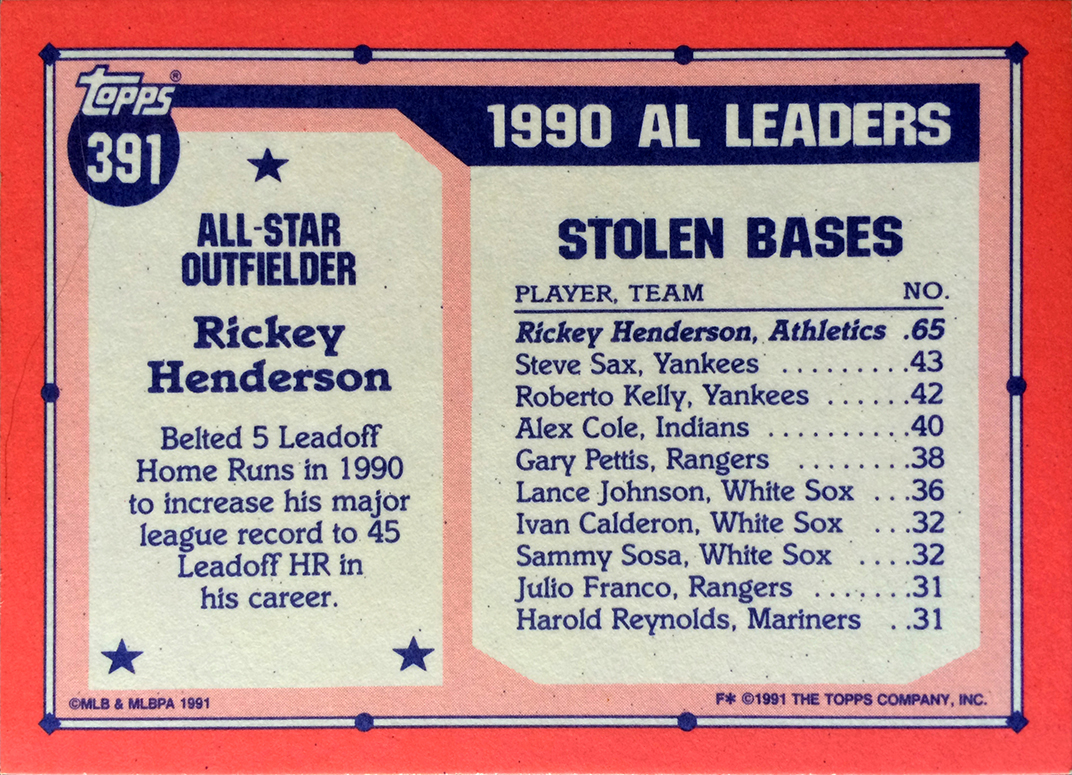 Topps®
391
1990 AL LEADERS
ALL-STAR
OUTFIELDER
Rickey
Henderson
Belted 5 Leadoff
Home Runs in 1990
to increase his major
league record to 45
Leadoff HR in
his career.
STOLEN BASES
PLAYER, TEAM NO.
Rickey Henderson, Athletics .65
Steve Sax, Yankees .........43
Roberto Kelly, Yankees ......42
Alex Cole, Indians ..........40
Gary Pettis, Rangers ........38
Lance Johnson, White Sox ...36
Ivan Calderon, White Sox ...32
Sammy Sosa, White Sox ....32
Julio Franco, Rangers .......31
Harold Reynolds, Mariners ..31
©MLB & MLBPA 1991
F* ©1991 THE TOPPS COMPANY, INC.